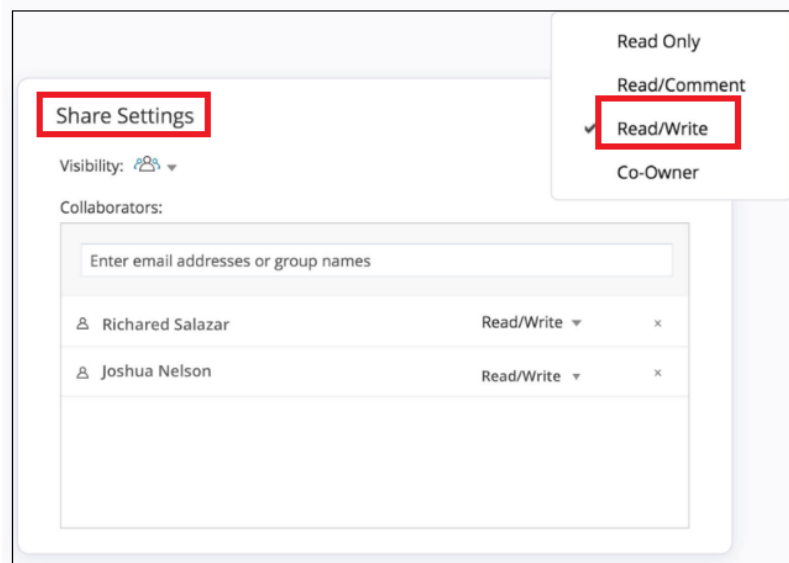 Read Only
Read/Comment
Share Settings
Read/Write
Visibility:
Co-Owner
Collaborators:
Enter email addresses or group names
Richared Salazar Read/Write ×
Joshua Nelson Read/Write ×